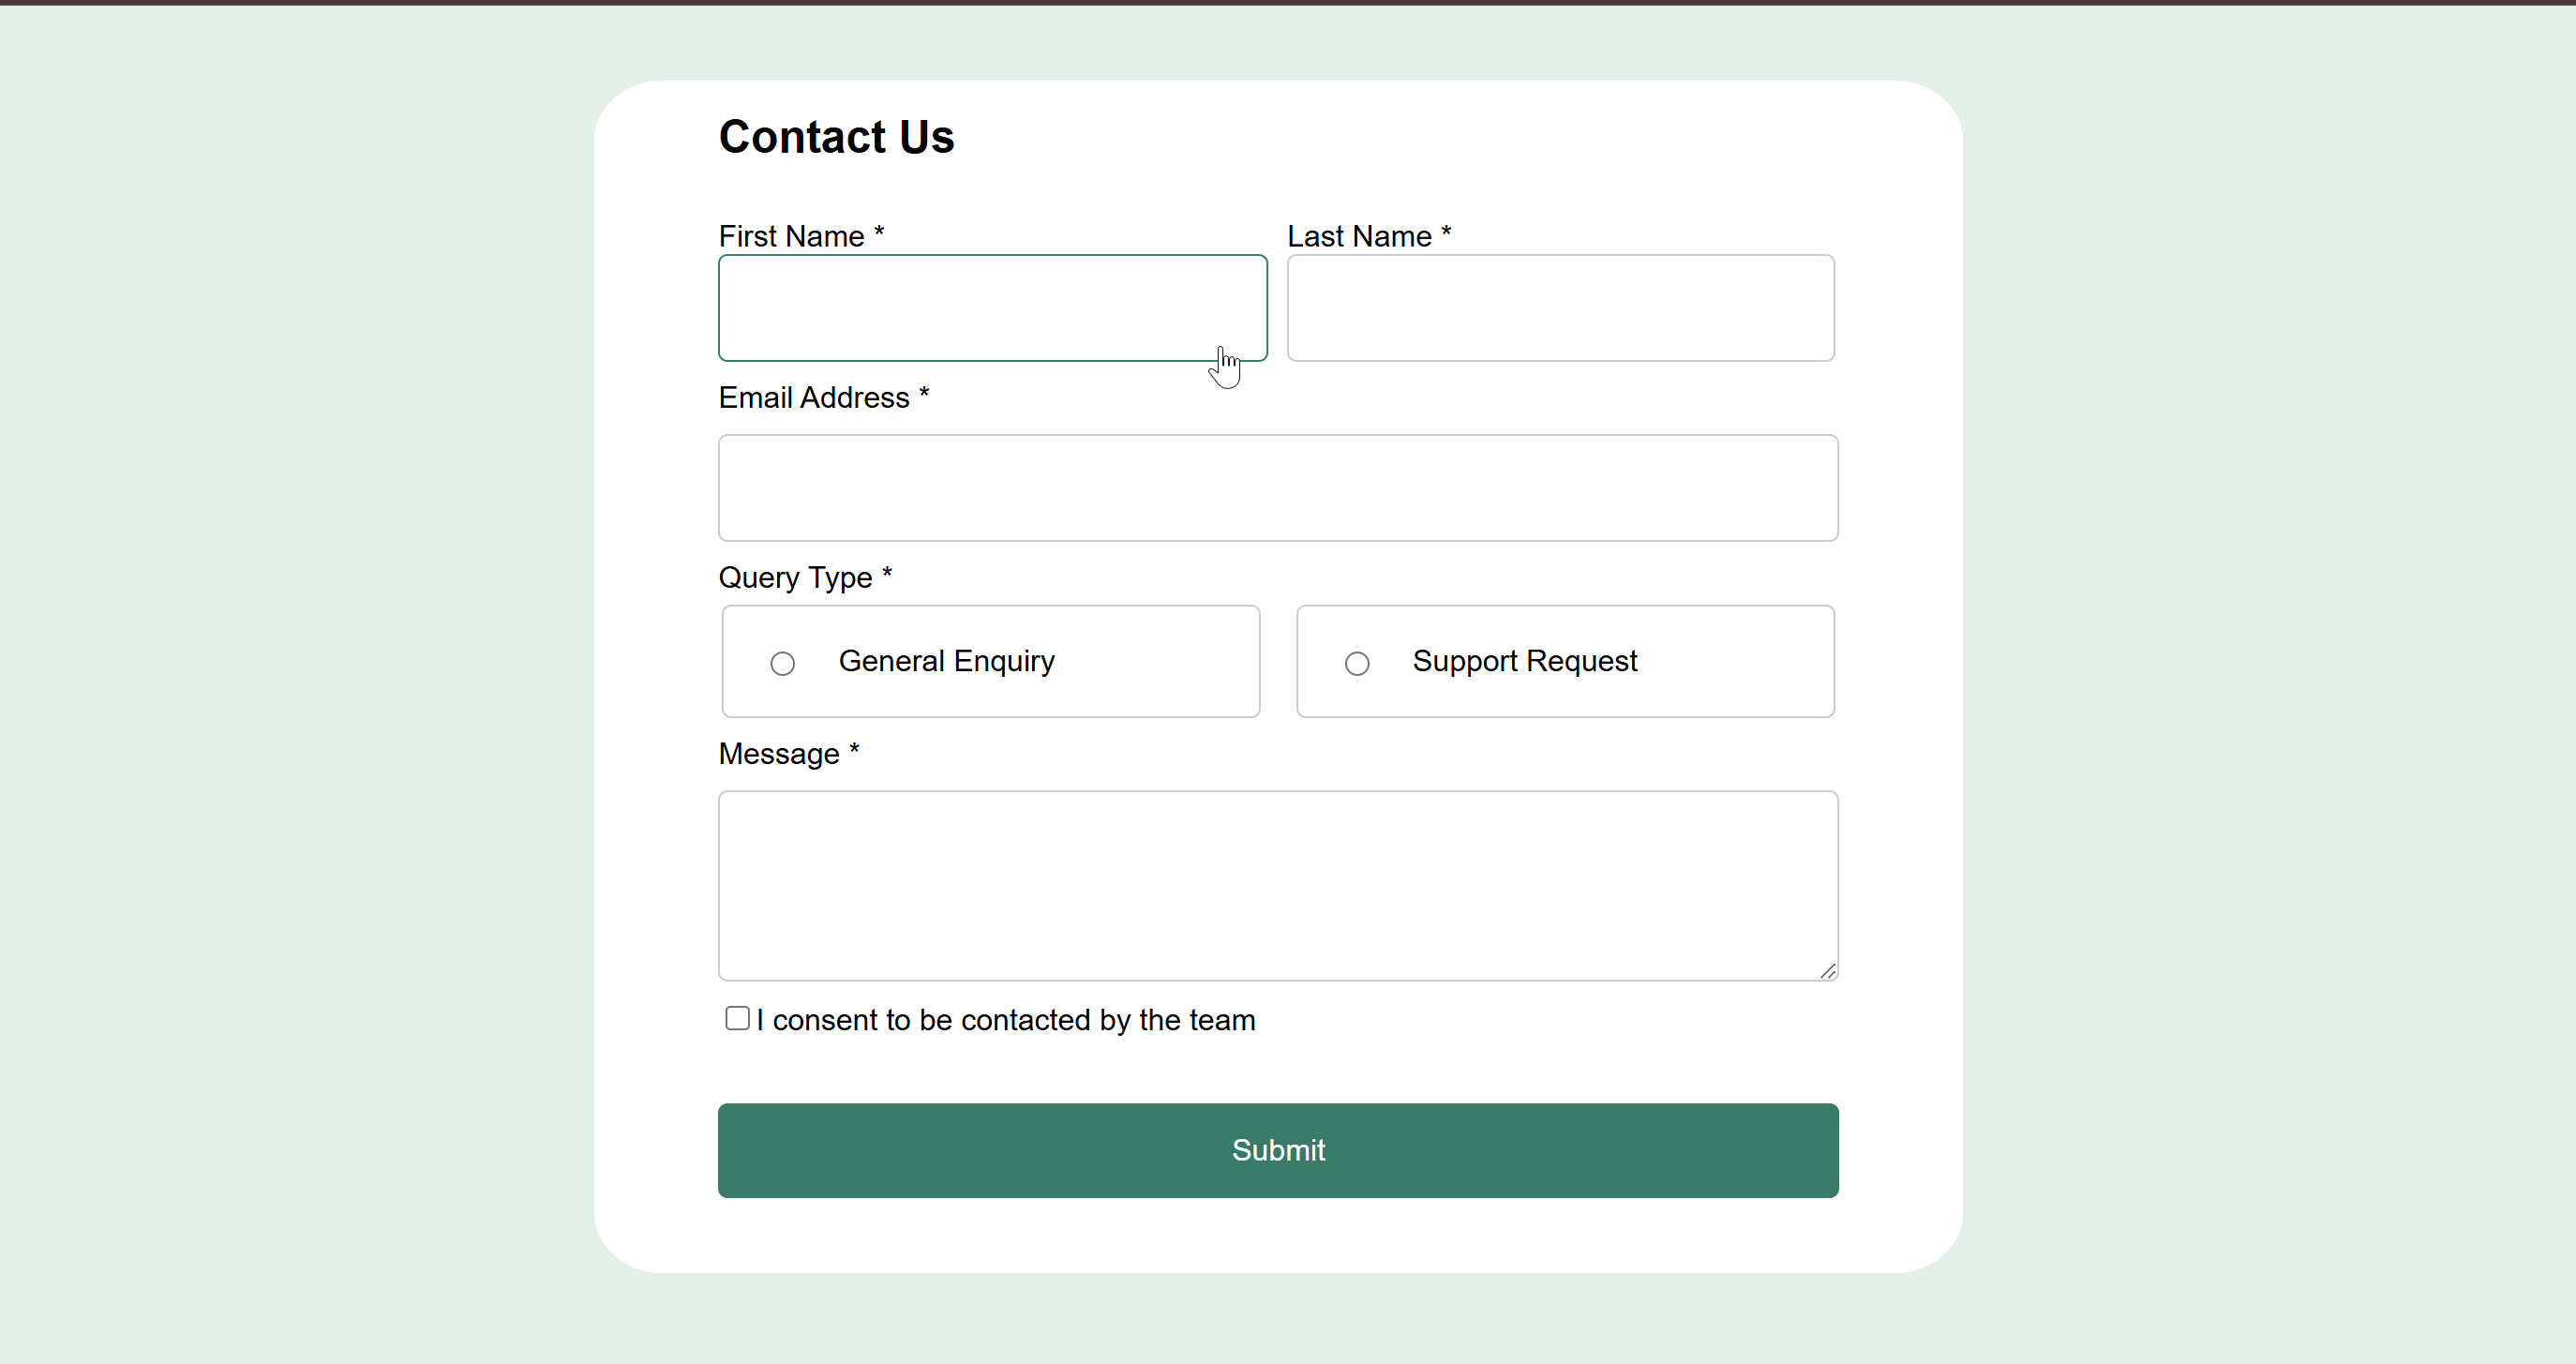 Contact Us
First Name *
Last Name *
Email Address *
Query Type *
General Enquiry
Support Request
Message *
I consent to be contacted by the team
Submit